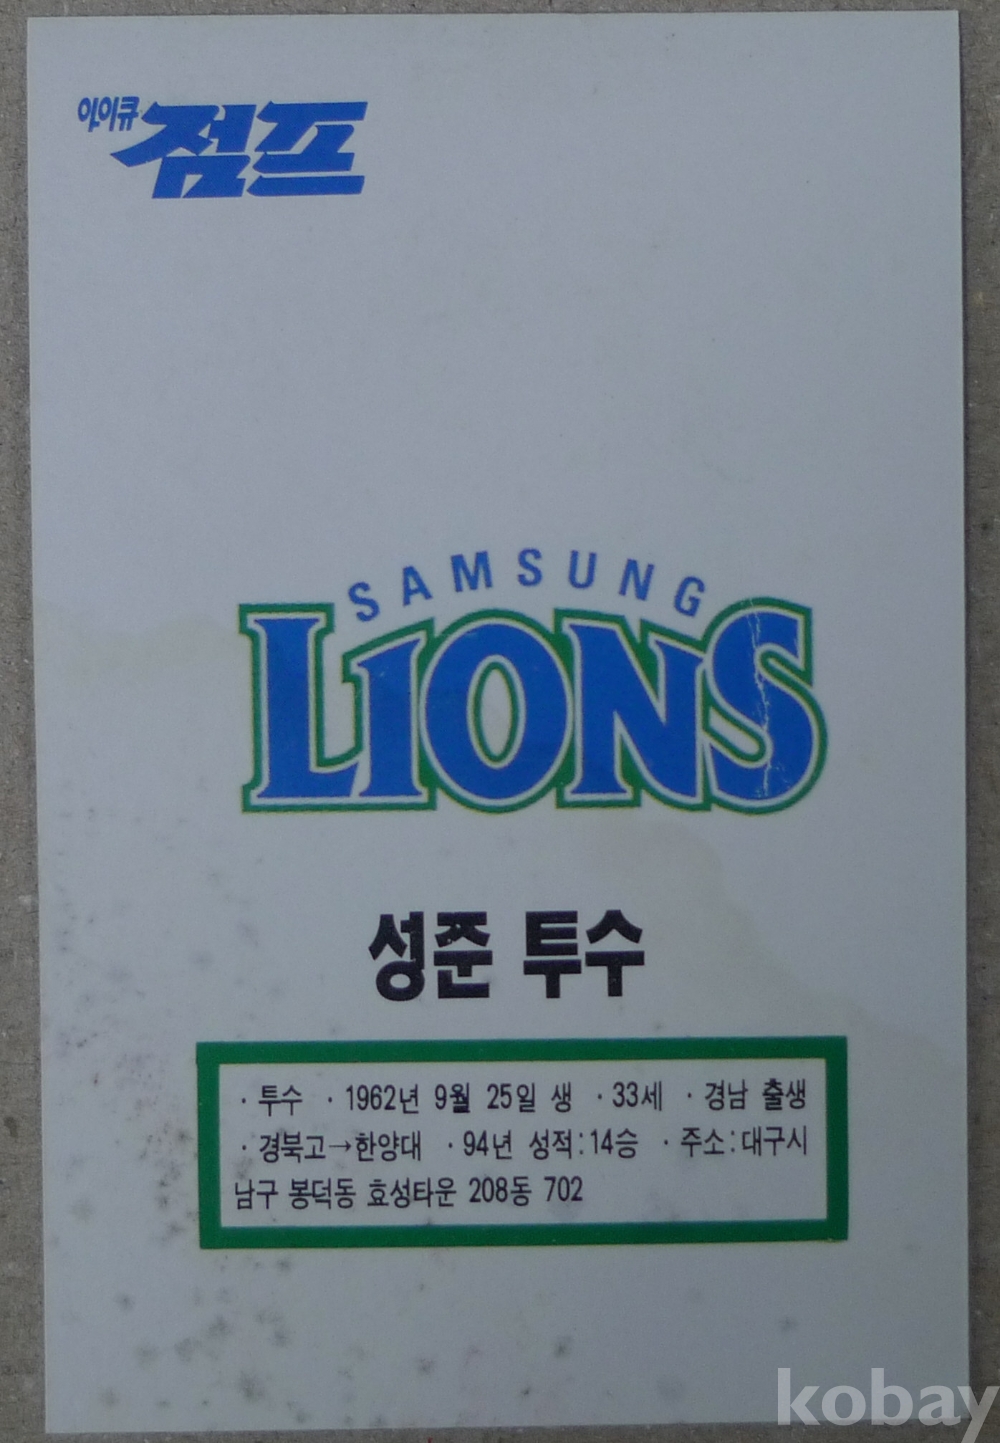 아이큐 점프
SAMSUNG
LIONS
성준 투수
· 투수 · 1962년 9월 25일 생 · 33세 · 경남 출생
· 경북고→한양대 · 94년 성적:14승 · 주소:대구시
남구 봉덕동 효성타운 208동 702
kobay